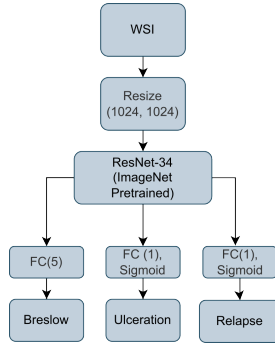 WSI
Resize
(1024, 1024)
ResNet-34
(ImageNet
Pretrained)
FC(5)
FC (1),
Sigmoid
FC(1),
Sigmoid
Breslow
Ulceration
Relapse